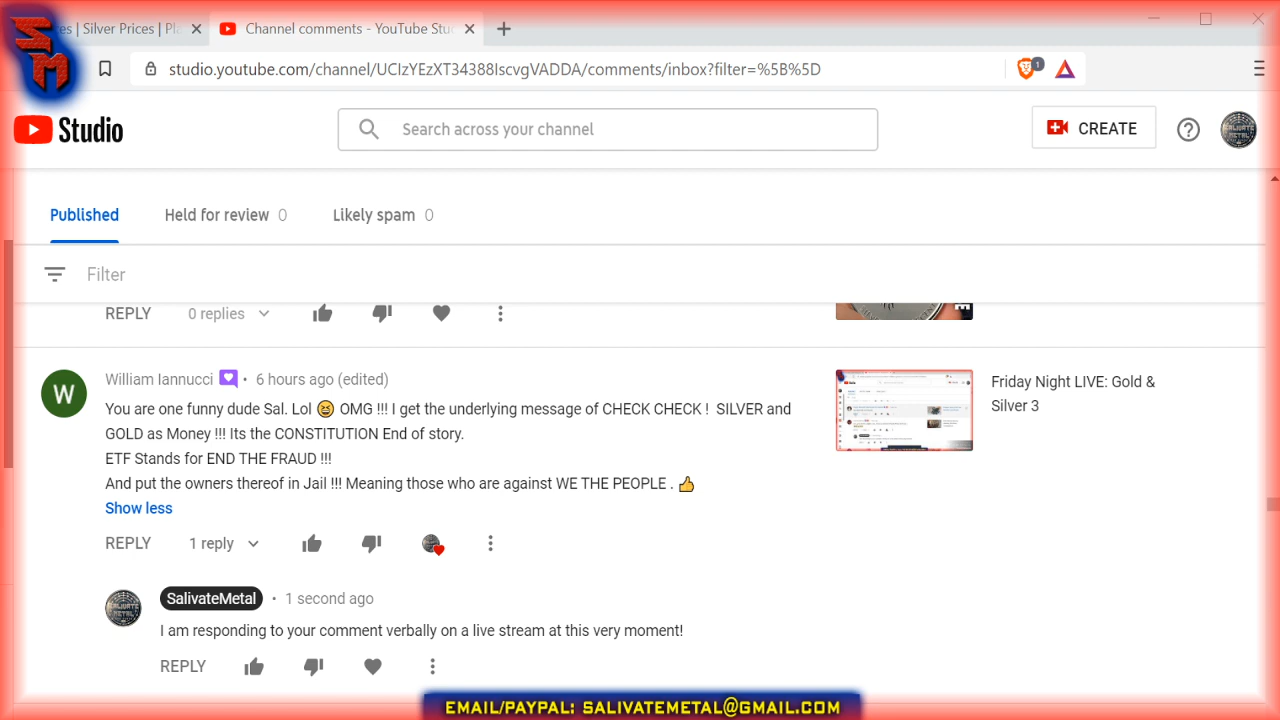 SM
es | Silver Prices | Pla
Channel comments - YouTube Stud
studio.youtube.com/channel/UCIzYEzXT34388IscvgVADDA/comments/inbox?filter=%5B%5D
1
Studio
Search across your channel
CREATE
Published
Held for review 0
Likely spam 0
Filter
REPLY
0 replies
W
William Iannucci • 6 hours ago (edited)
Friday Night LIVE: Gold &
Silver 3
You are one funny dude Sal. Lol 😆 OMG !!! I get the underlying message of CHECK CHECK ! SILVER and
GOLD as Money !!! Its the CONSTITUTION End of story.
ETF Stands for END THE FRAUD !!!
And put the owners thereof in Jail !!! Meaning those who are against WE THE PEOPLE . 👍
Show less
REPLY
1 reply
SALIVATE METAL
SalivateMetal • 1 second ago
I am responding to your comment verbally on a live stream at this very moment!
REPLY
EMAIL/PAYPAL: SALIVATEMETAL@GMAIL.COM